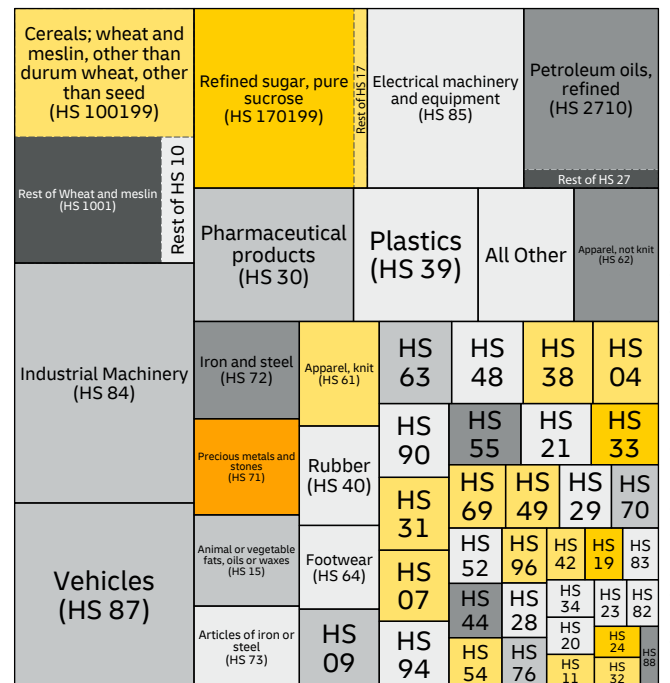 Cereals; wheat and
meslin, other than
durum wheat, other
than seed
(HS 100199)
Rest of Wheat and meslin
(HS 1001)
Rest of HS 10
Refined sugar, pure
sucrose
(HS 170199)
Rest of HS 17
Electrical machinery
and equipment
(HS 85)
Petroleum oils,
refined
(HS 2710)
Rest of HS 27
Pharmaceutical
products
(HS 30)
Plastics
(HS 39)
All Other
Apparel, not knit
(HS 62)
Industrial Machinery
(HS 84)
Vehicles
(HS 87)
Iron and steel
(HS 72)
Precious metals and
stones
(HS 71)
Animal or vegetable
fats, oils or waxes
(HS 15)
Articles of iron or
steel
(HS 73)
Apparel, knit
(HS 61)
Rubber
(HS 40)
Footwear
(HS 64)
HS
09
HS
63
HS
48
HS
38
HS
04
HS
90
HS
55
HS
21
HS
33
HS
31
HS
69
HS
49
HS
29
HS
70
HS
07
HS
52
HS
96
HS
42
HS
19
HS
83
HS
44
HS
28
HS
34
HS
23
HS
82
HS
20
HS
24
HS
88
HS
94
HS
54
HS
76
HS
11
HS
32